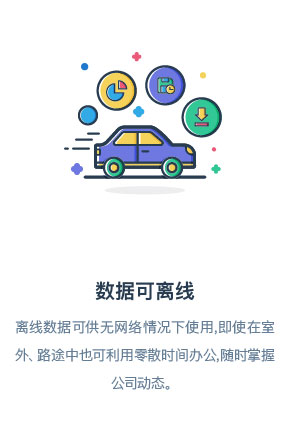 数据可离线
离线数据可供无网络情况下使用,即使在室
外、路途中也可利用零散时间办公,随时掌握
公司动态。